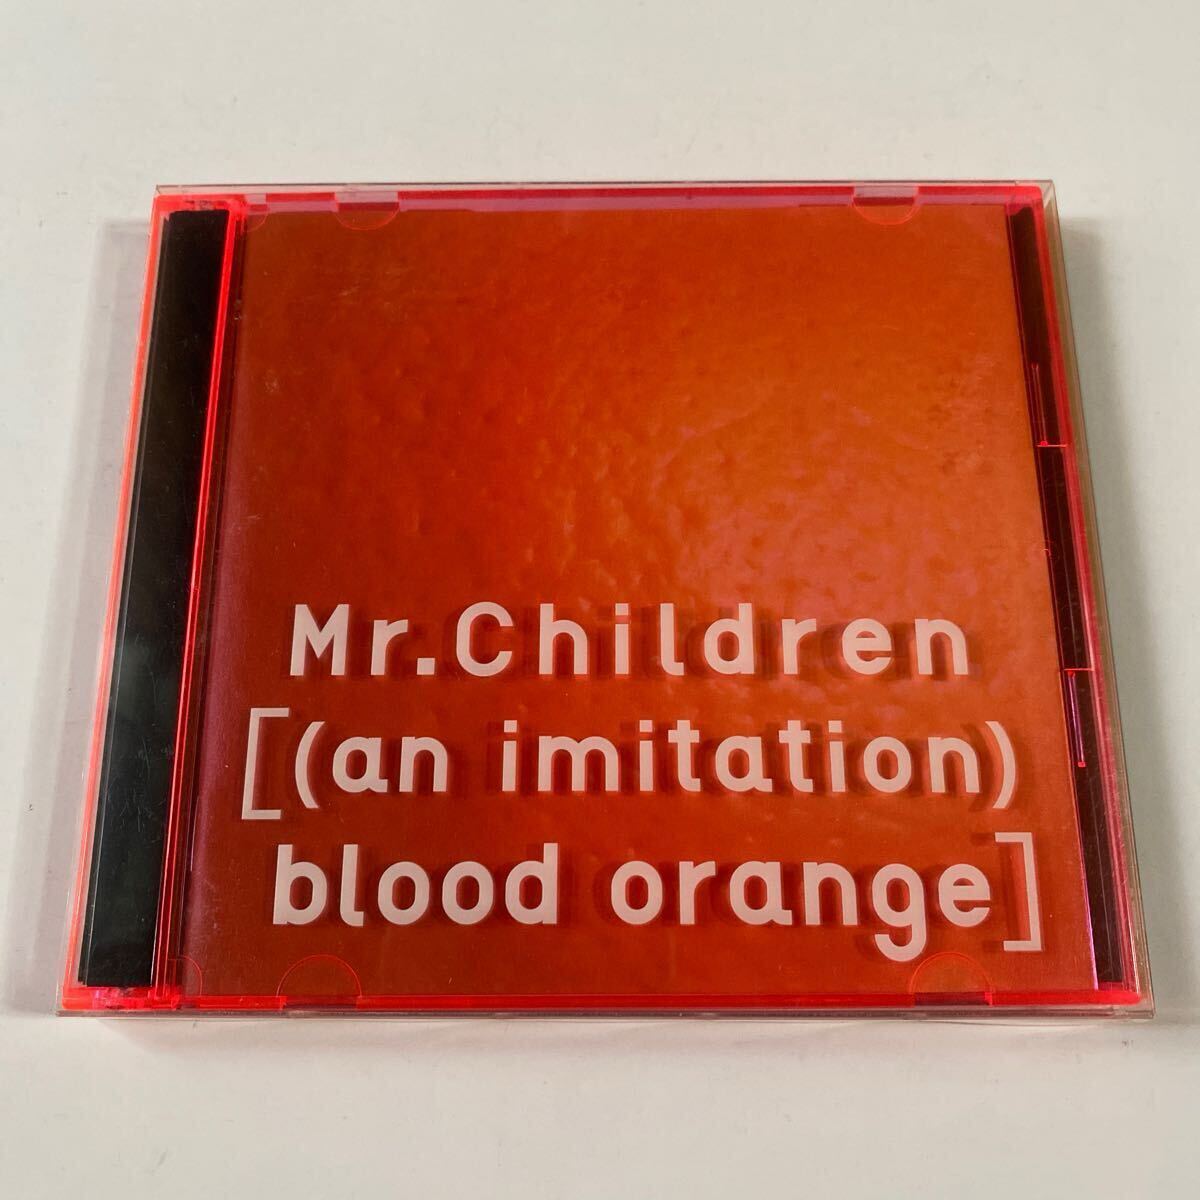 Mr.Children
[(an imitation)
blood orange]